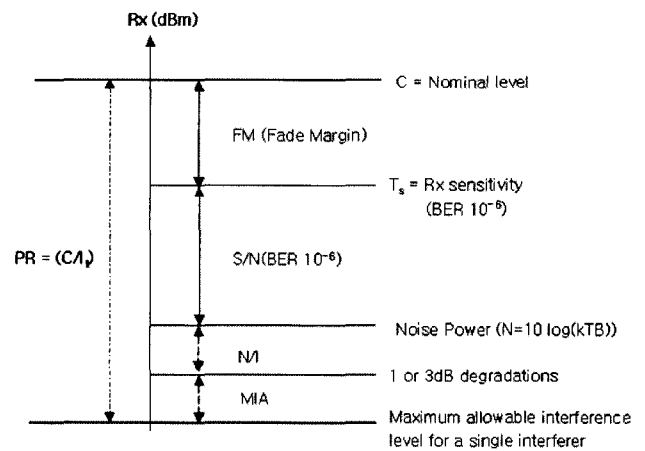 Rx (dBm)
C = Nominal level
FM (Fade Margin)
Ts = Rx sensitivity
(BER 10⁻⁶)
PR = (C/I)
S/N(BER 10⁻⁶)
Noise Power (N=10 log(kTB))
N/I
1 or 3dB degradations
MIA
Maximum allowable interference
level for a single interferer